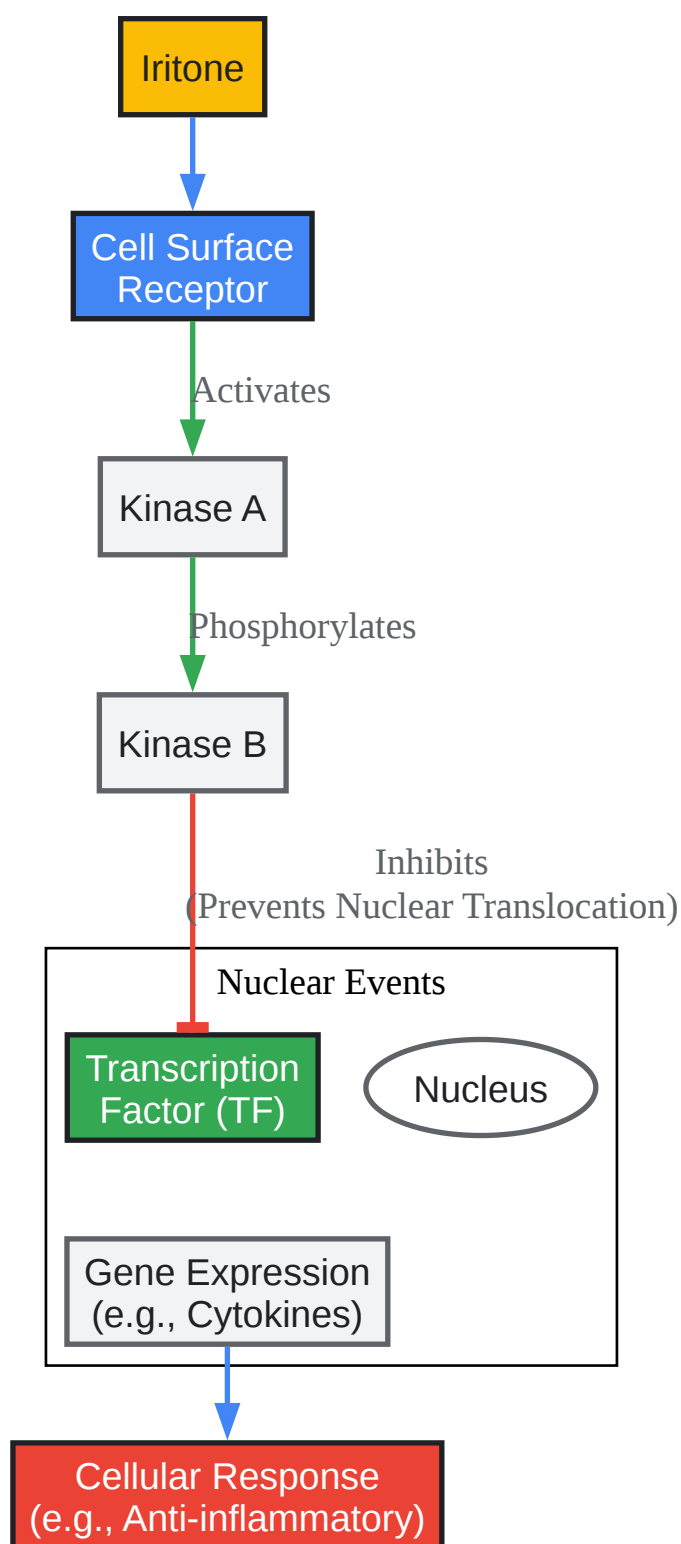 Iritone
Cell Surface
Receptor
Activates
Kinase A
Phosphorylates
Kinase B
Inhibits
(Prevents Nuclear Translocation)
Nuclear Events
Transcription
Factor (TF)
Nucleus
Gene Expression
(e.g., Cytokines)
Cellular Response
(e.g., Anti-inflammatory)